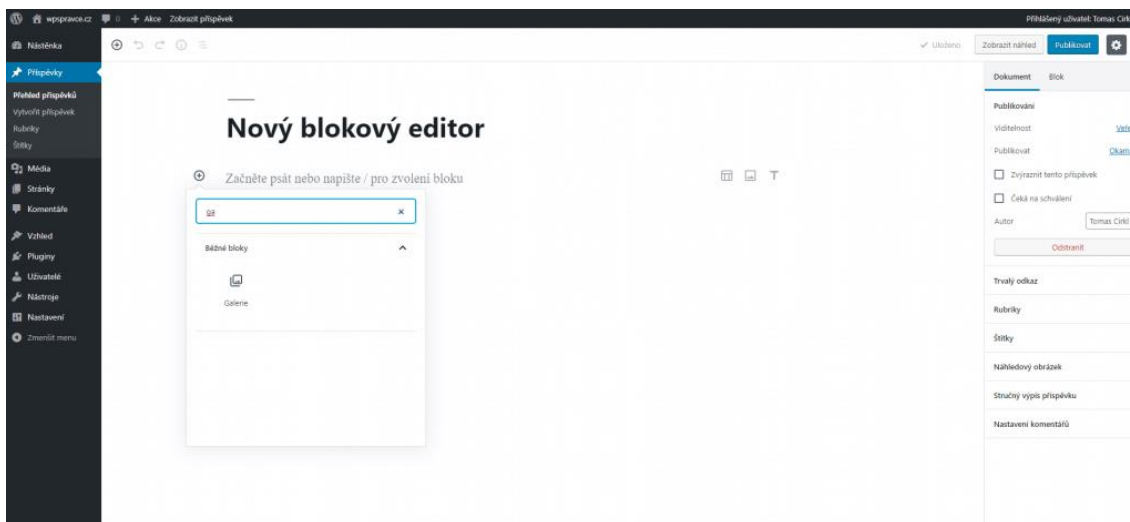 wpspravce.cz 0 + Akce Zobrazit příspěvek Přihlášený uživatel: Tomas Cirkl
Nástěnka
Příspěvky
Přehled příspěvků
Vytvořit příspěvek
Rubriky
Štítky
Média
Stránky
Komentáře
Vzhled
Pluginy
Uživatelé
Nástroje
Nastavení
Zmenšit menu
Uloženo Zobrazit náhled Publikovat
Nový blokový editor
Začněte psát nebo napište / pro zvolení bloku
ga
Běžné bloky
Galerie
Dokument Blok
Publikování
Viditelnost
Publikovat
Zvýraznit tento příspěvek
Čeká na schválení
Autor Tomas Cirkl
Odstranit
Trvalý odkaz
Rubriky
Štítky
Náhledový obrázek
Stručný výpis příspěvku
Nastavení komentářů